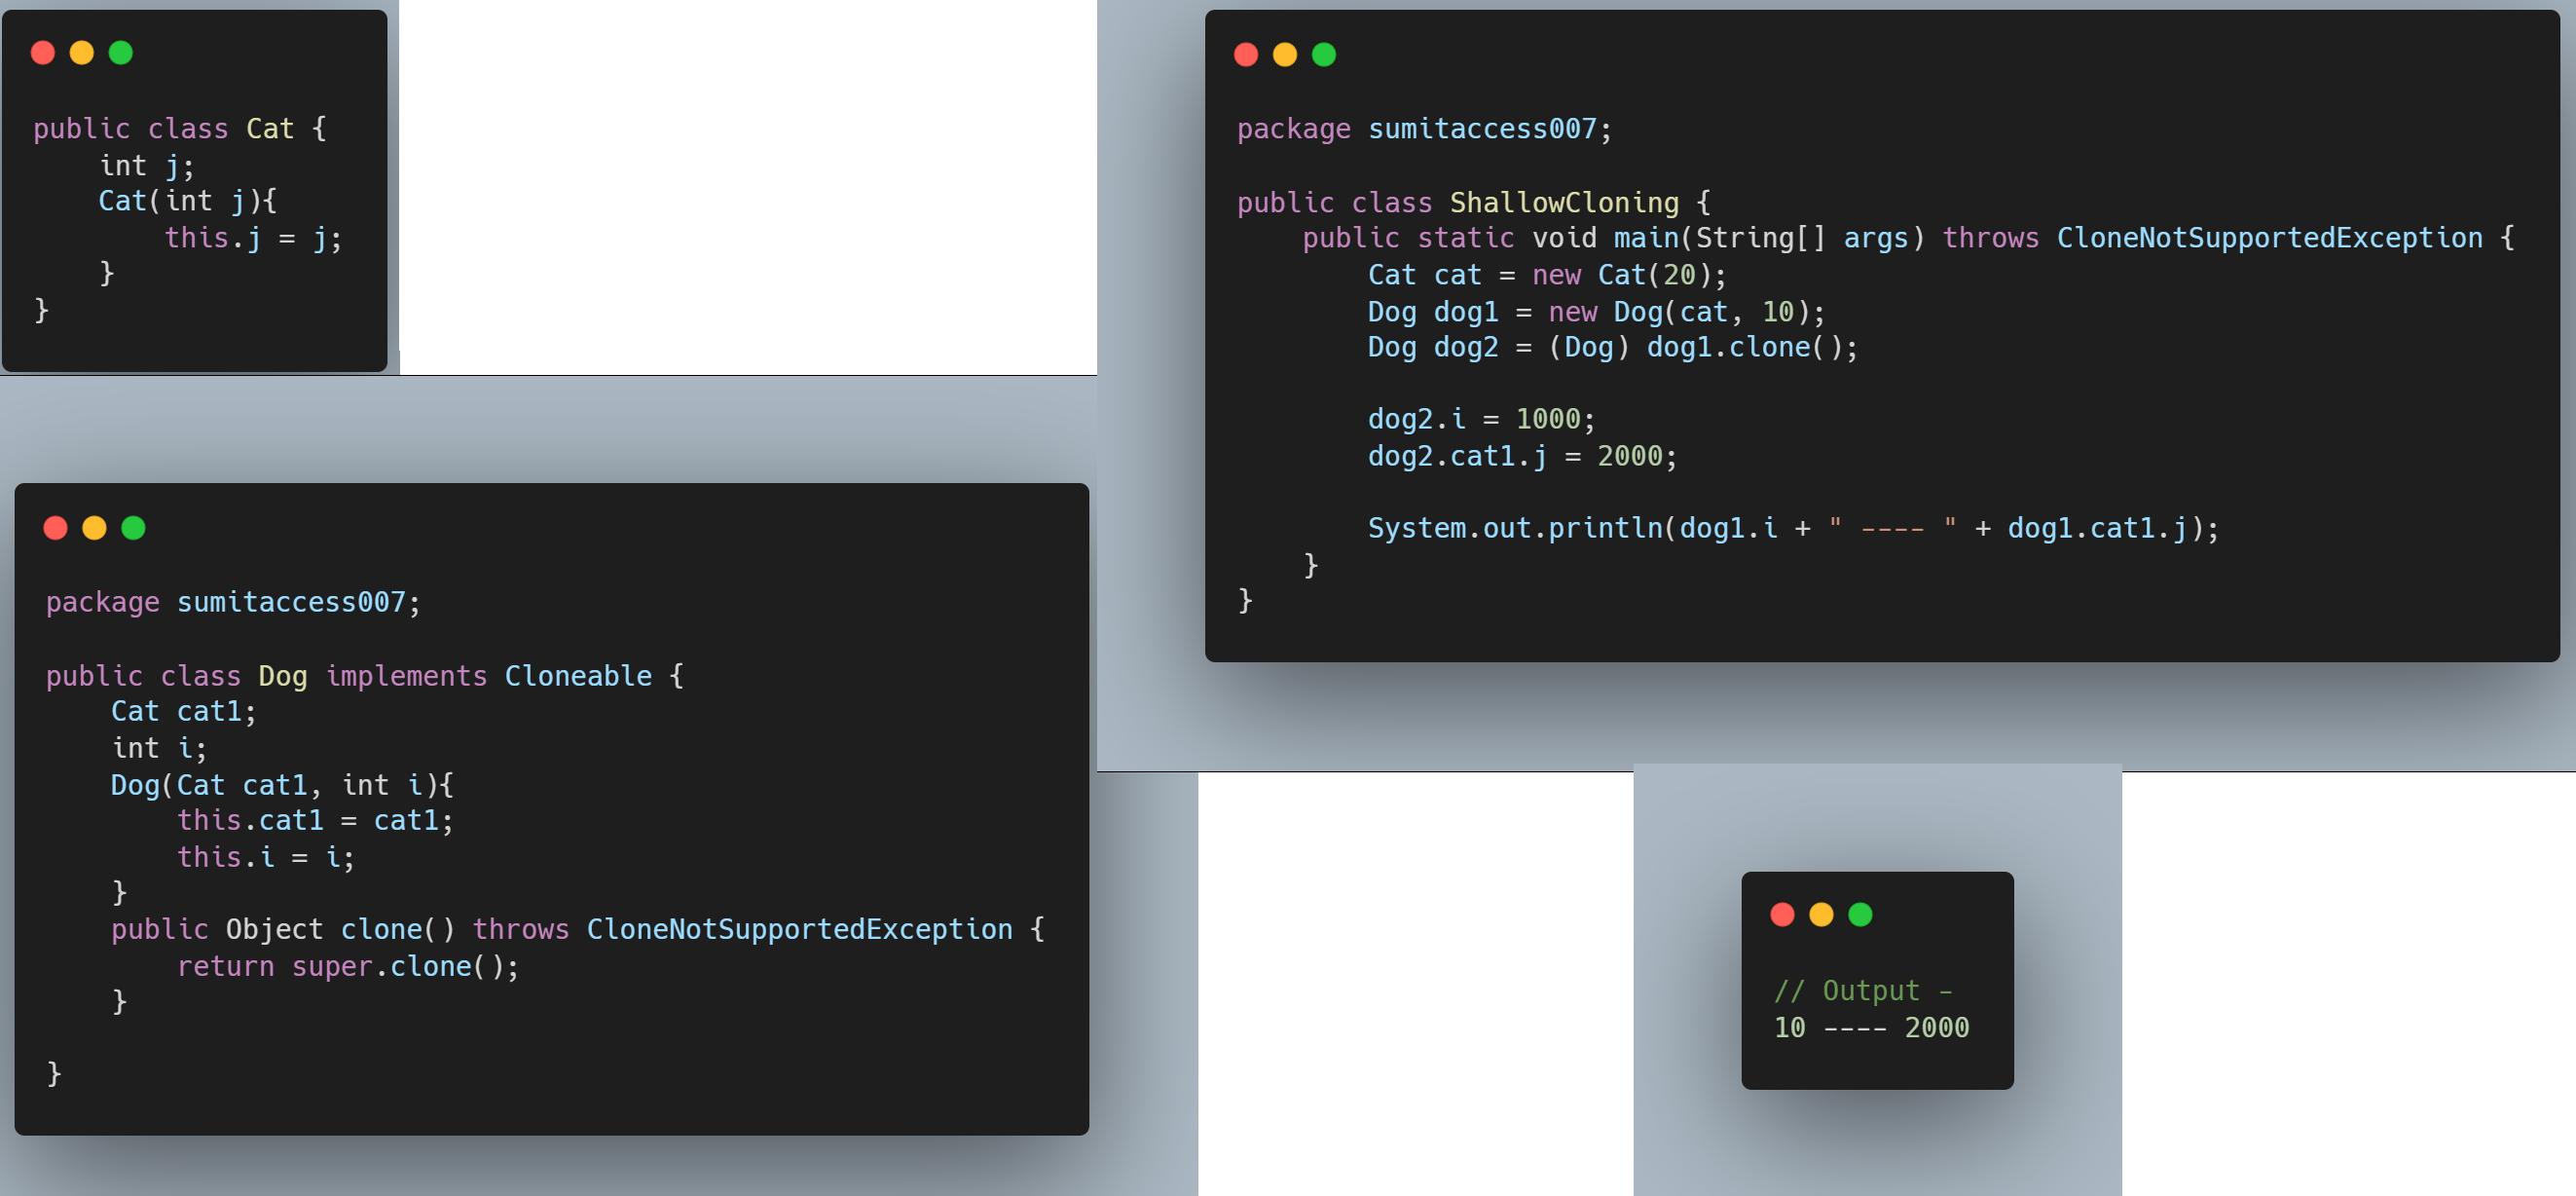 public class Cat {
    int j;
    Cat(int j){
        this.j = j;
    }
}
package sumitaccess007;
public class Dog implements Cloneable {
    Cat cat1;
    int i;
    Dog(Cat cat1, int i){
        this.cat1 = cat1;
        this.i = i;
    }
    public Object clone() throws CloneNotSupportedException {
        return super.clone();
    }
}
package sumitaccess007;
public class ShallowCloning {
    public static void main(String[] args) throws CloneNotSupportedException {
        Cat cat = new Cat(20);
        Dog dog1 = new Dog(cat, 10);
        Dog dog2 = (Dog) dog1.clone();
        dog2.i = 1000;
        dog2.cat1.j = 2000;
        System.out.println(dog1.i + " ---- " + dog1.cat1.j);
    }
}
// Output -
10 ---- 2000